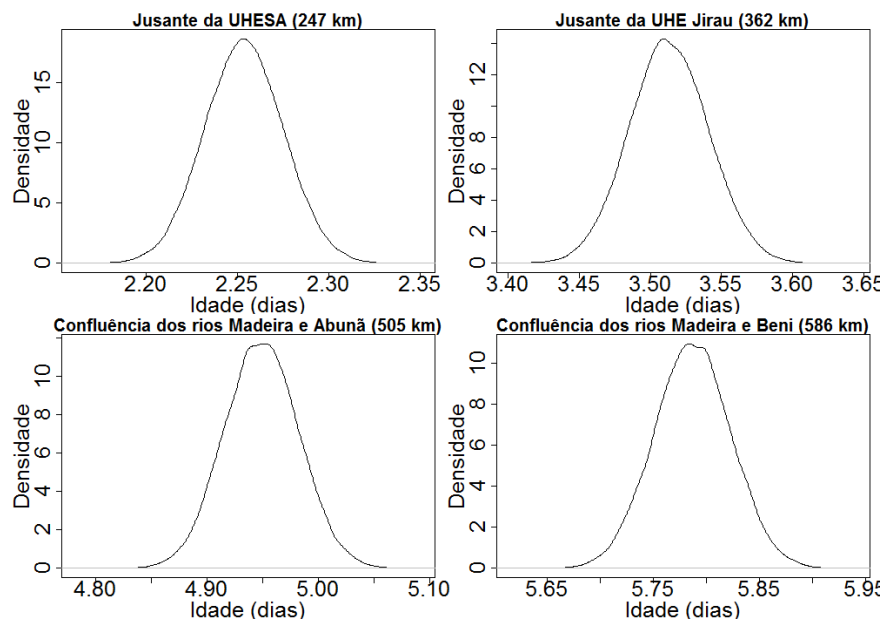 Jusante da UHESA (247 km)
Densidade
0 5 10 15
2.20 2.25 2.30 2.35
Idade (dias)
Jusante da UHE Jirau (362 km)
Densidade
0 2 4 6 8 10 12
3.40 3.45 3.50 3.55 3.60 3.65
Idade (dias)
Confluência dos rios Madeira e Abunã (505 km)
Densidade
0 2 4 6 8 10
4.80 4.90 5.00 5.10
Idade (dias)
Confluência dos rios Madeira e Beni (586 km)
Densidade
0 2 4 6 8 10
5.65 5.75 5.85 5.95
Idade (dias)